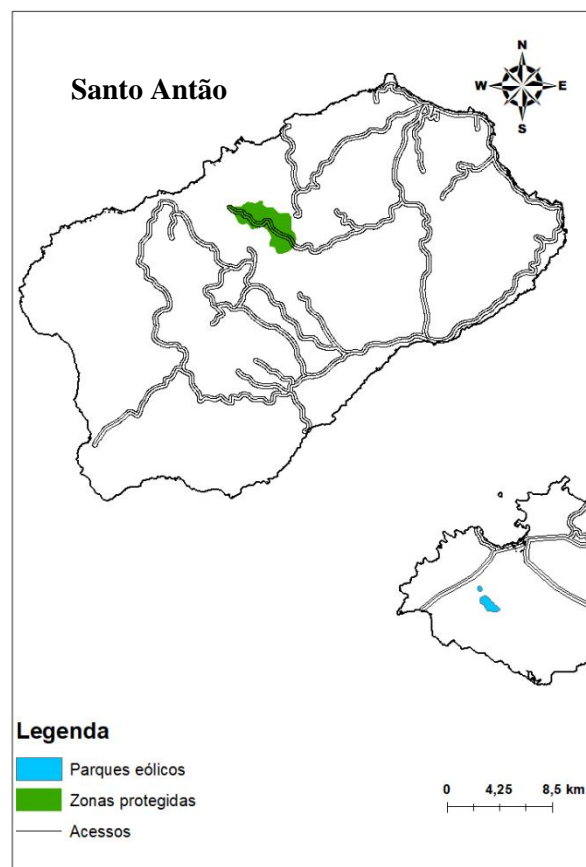 Santo Antão
N
W E
S
Legenda
Parques eólicos
Zonas protegidas
Acessos
0 4,25 8,5 km